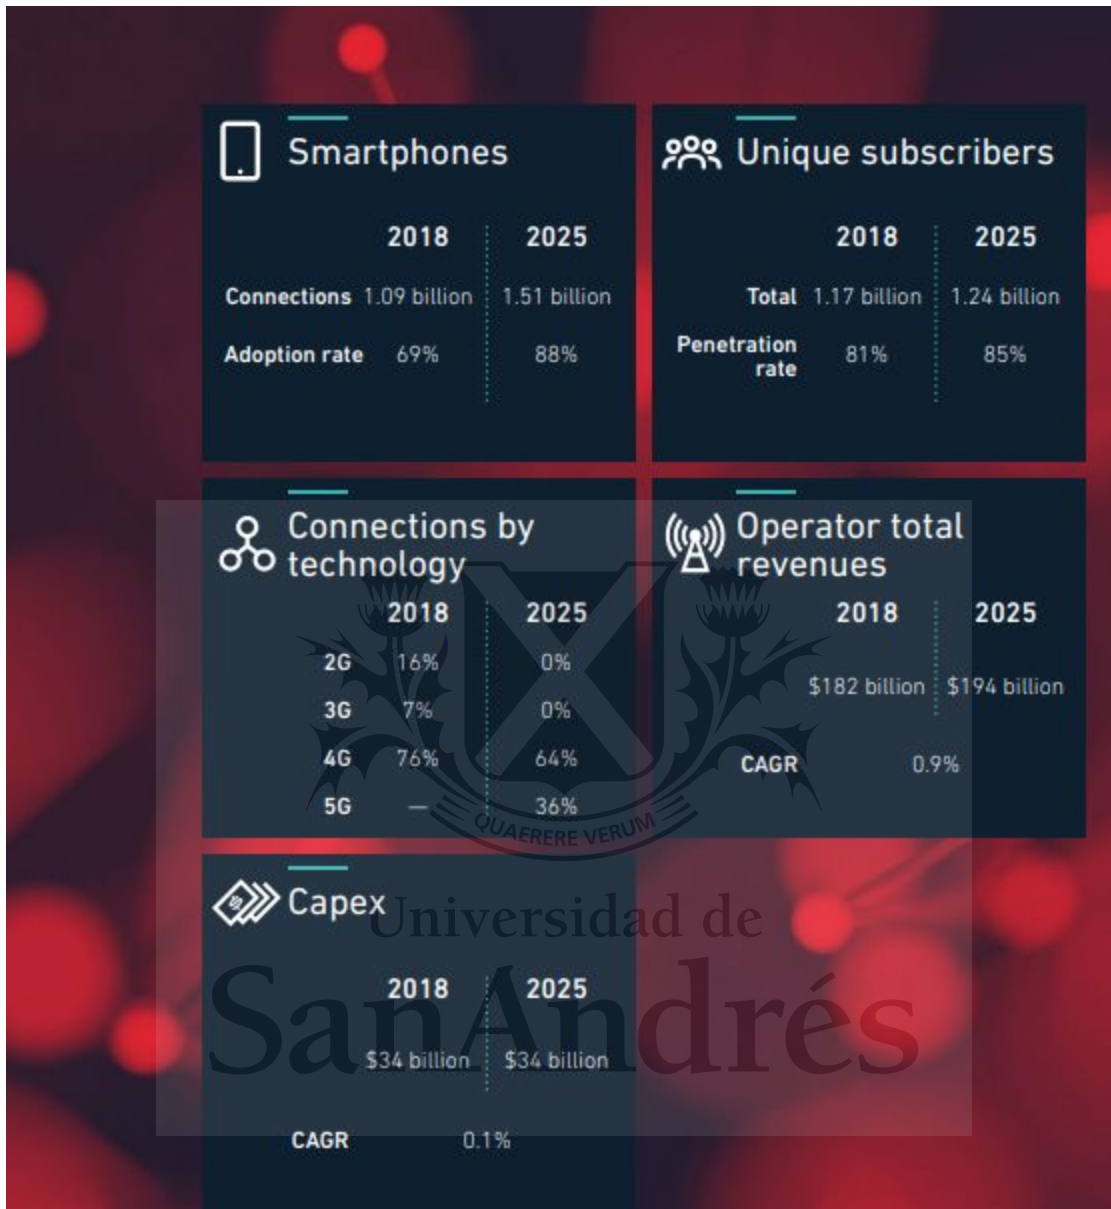 Smartphones
2018 2025
Connections 1.09 billion 1.51 billion
Adoption rate 69% 88%
Unique subscribers
2018 2025
Total 1.17 billion 1.24 billion
Penetration
rate 81% 85%
Connections by
technology
2018 2025
2G 16% 0%
3G 7% 0%
4G 76% 64%
5G — 36%
Operator total
revenues
2018 2025
$182 billion $194 billion
CAGR 0.9%
Capex
2018 2025
$34 billion $34 billion
CAGR 0.1%
QUAERERE VERUM
Universidad de
SanAndrés